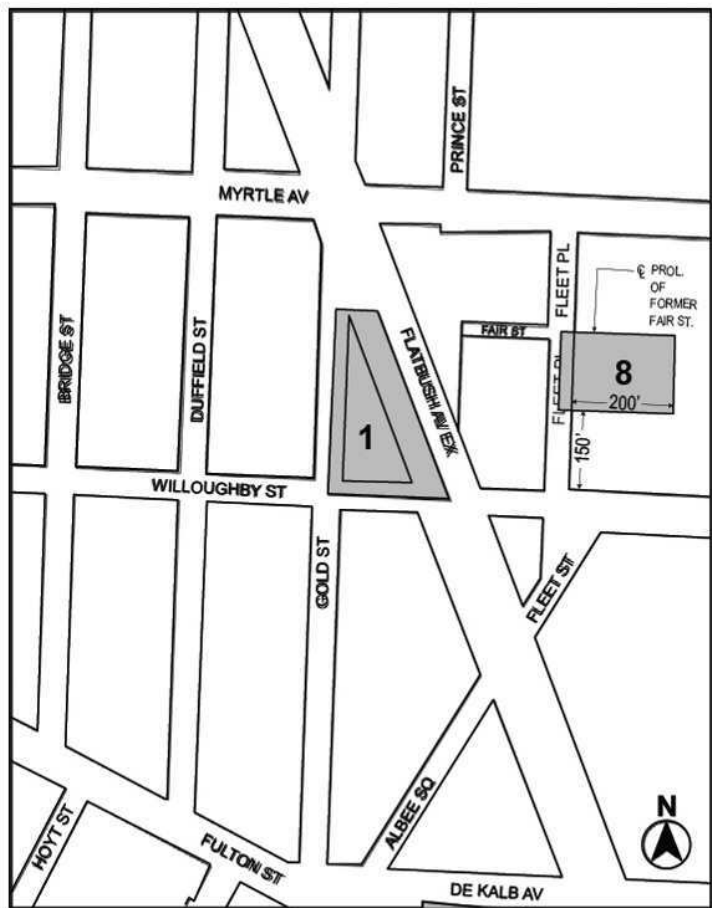 PRINCE ST
MYRTLE AV
FLEET PL
℄ PROL.
OF
FORMER
FAIR ST.
BRIDGE ST
DUFFIELD ST
FLATBUSH AV EX
FAIR ST
8
FLEET PL
200'
1
150'
WILLOUGHBY ST
GOLD ST
FLEET ST
ALBEE SQ
HOYT ST
FULTON ST
N
DE KALB AV